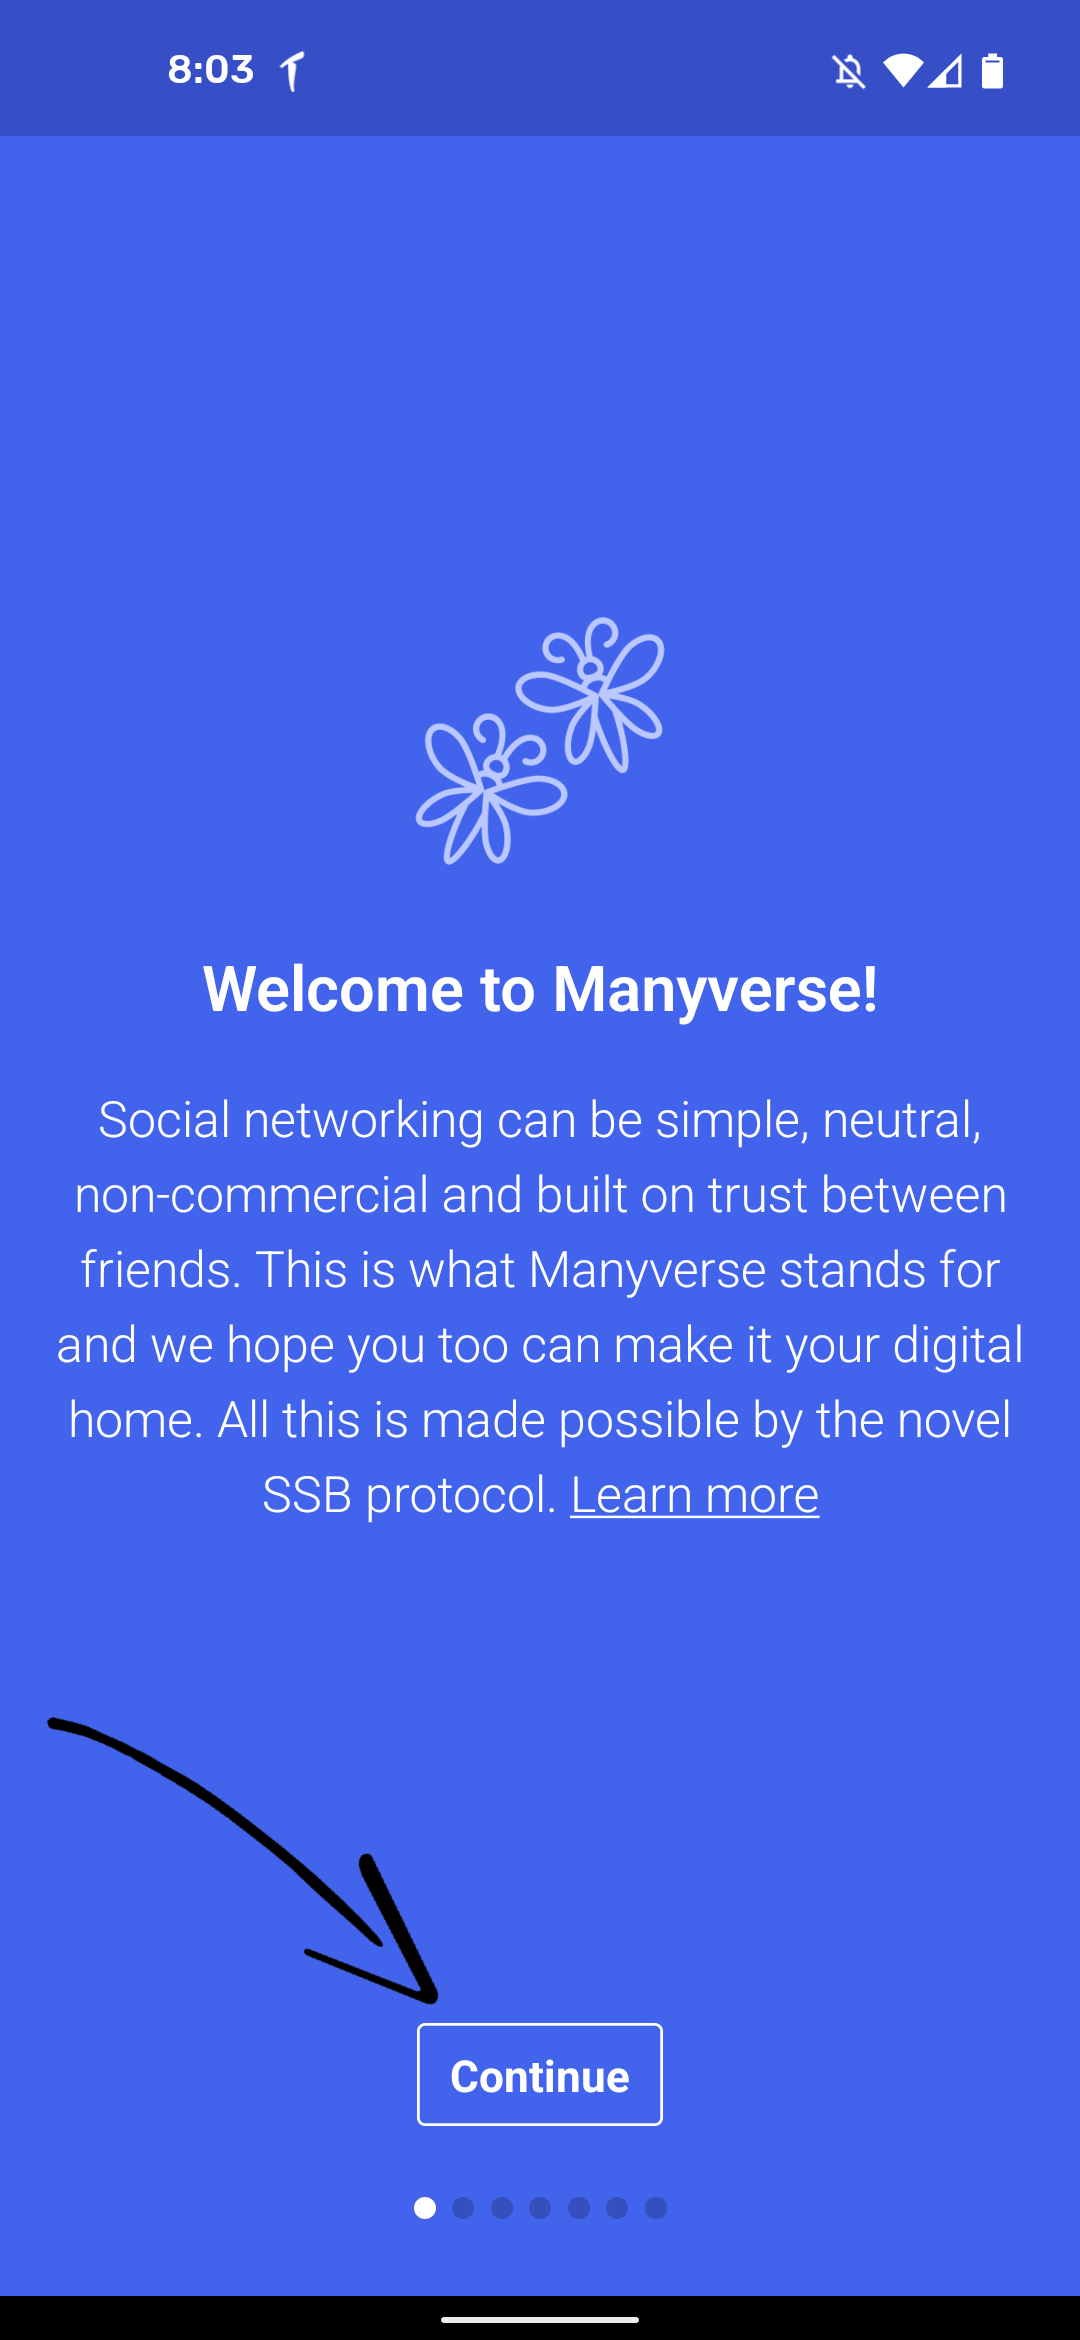 8:03
Welcome to Manyverse!
Social networking can be simple, neutral,
non-commercial and built on trust between
friends. This is what Manyverse stands for
and we hope you too can make it your digital
home. All this is made possible by the novel
SSB protocol. Learn more
Continue